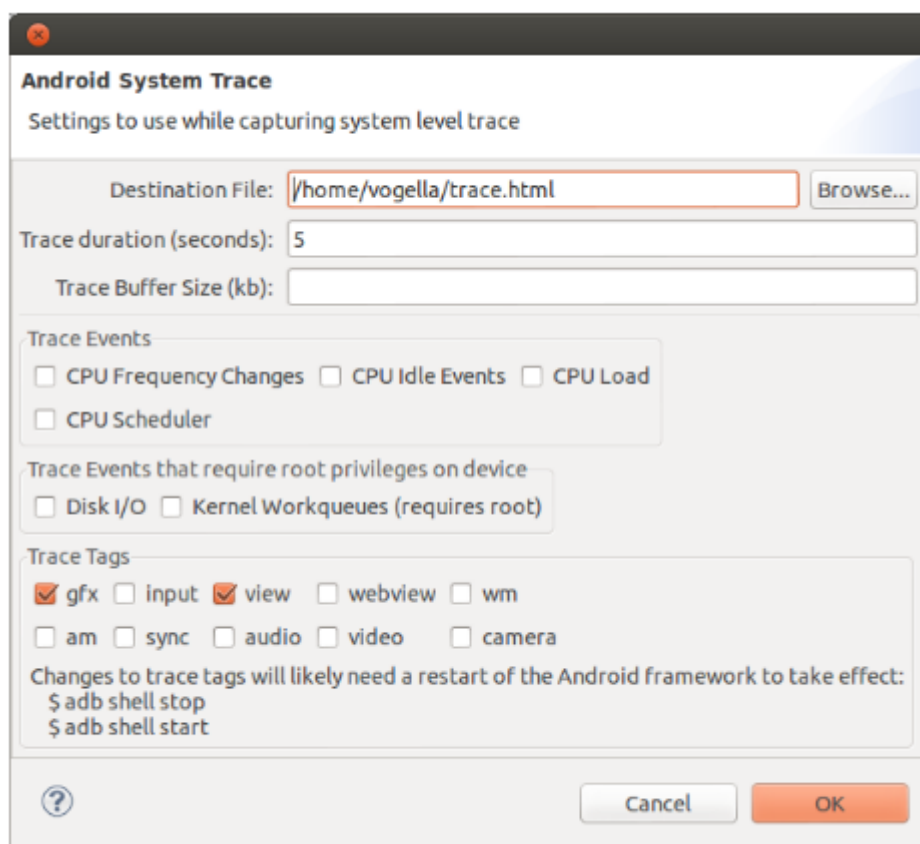 Android System Trace
Settings to use while capturing system level trace
Destination File: /home/vogella/trace.html Browse...
Trace duration (seconds): 5
Trace Buffer Size (kb):
Trace Events
CPU Frequency Changes CPU Idle Events CPU Load
CPU Scheduler
Trace Events that require root privileges on device
Disk I/O Kernel Workqueues (requires root)
Trace Tags
gfx input view webview wm
am sync audio video camera
Changes to trace tags will likely need a restart of the Android framework to take effect:
$ adb shell stop
$ adb shell start
? Cancel OK